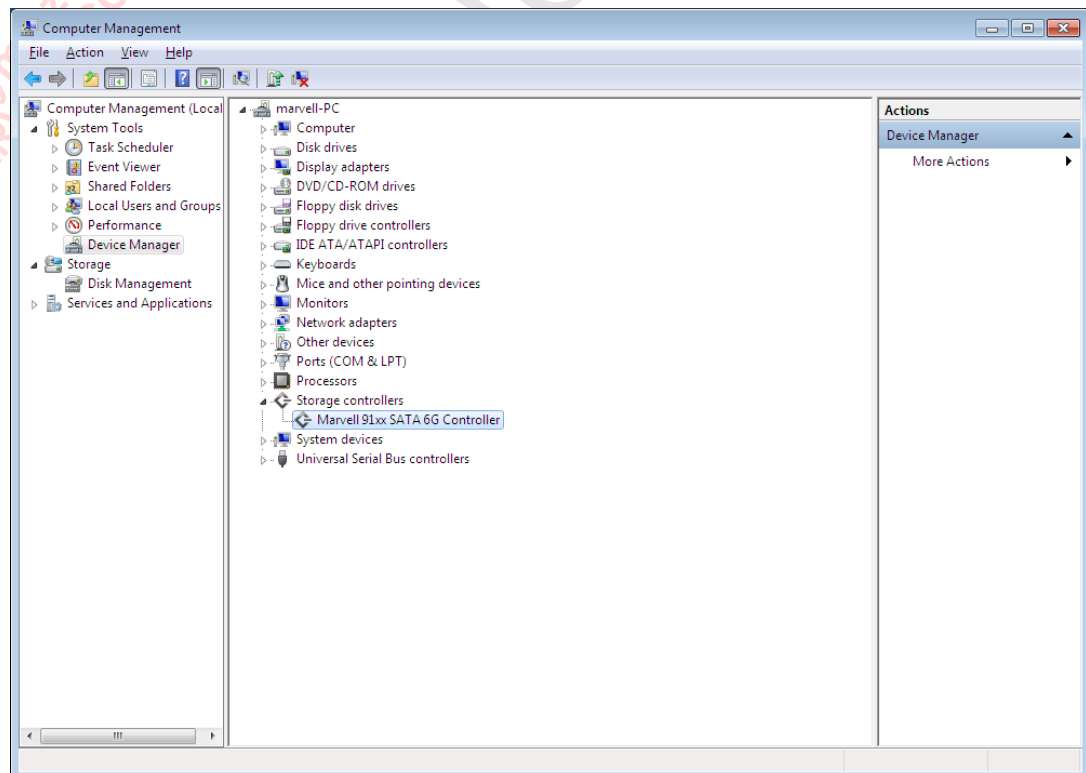 Computer Management
File Action View Help
Computer Management (Local
System Tools
Task Scheduler
Event Viewer
Shared Folders
Local Users and Groups
Performance
Device Manager
Storage
Disk Management
Services and Applications
marvell-PC
Computer
Disk drives
Display adapters
DVD/CD-ROM drives
Floppy disk drives
Floppy drive controllers
IDE ATA/ATAPI controllers
Keyboards
Mice and other pointing devices
Monitors
Network adapters
Other devices
Ports (COM & LPT)
Processors
Storage controllers
Marvell 91xx SATA 6G Controller
System devices
Universal Serial Bus controllers
Actions
Device Manager
More Actions